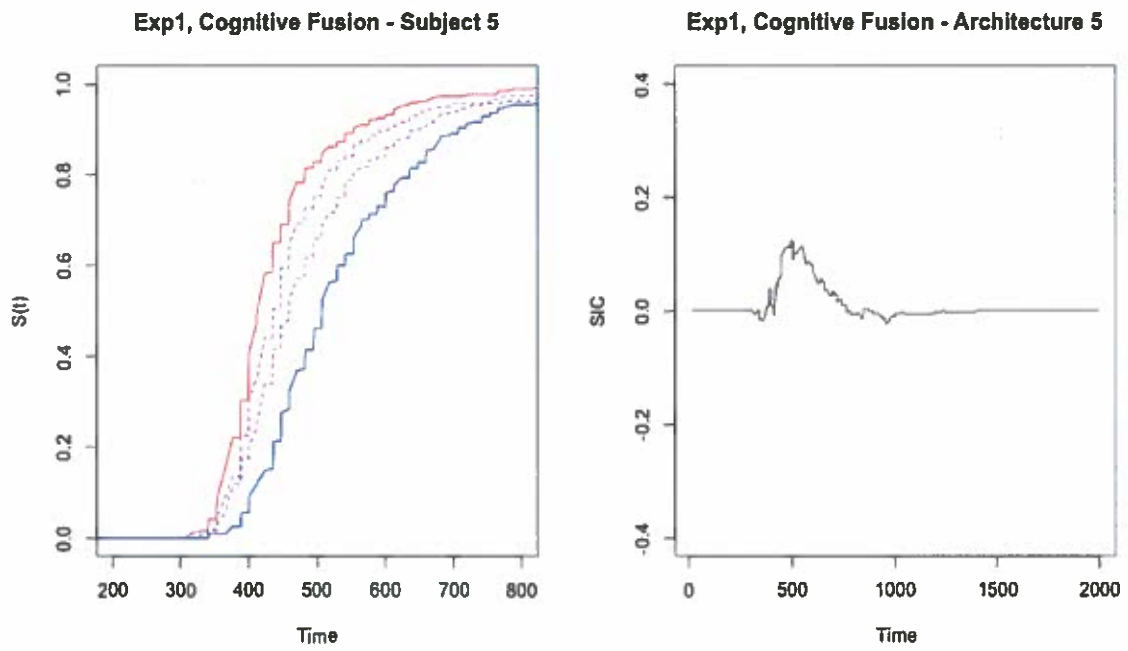 Exp1, Cognitive Fusion - Subject 5
S(t)
1.0
0.8
0.6
0.4
0.2
0.0
200 300 400 500 600 700 800
Time
Exp1, Cognitive Fusion - Architecture 5
SIC
0.4
0.2
0.0
-0.2
-0.4
0 500 1000 1500 2000
Time